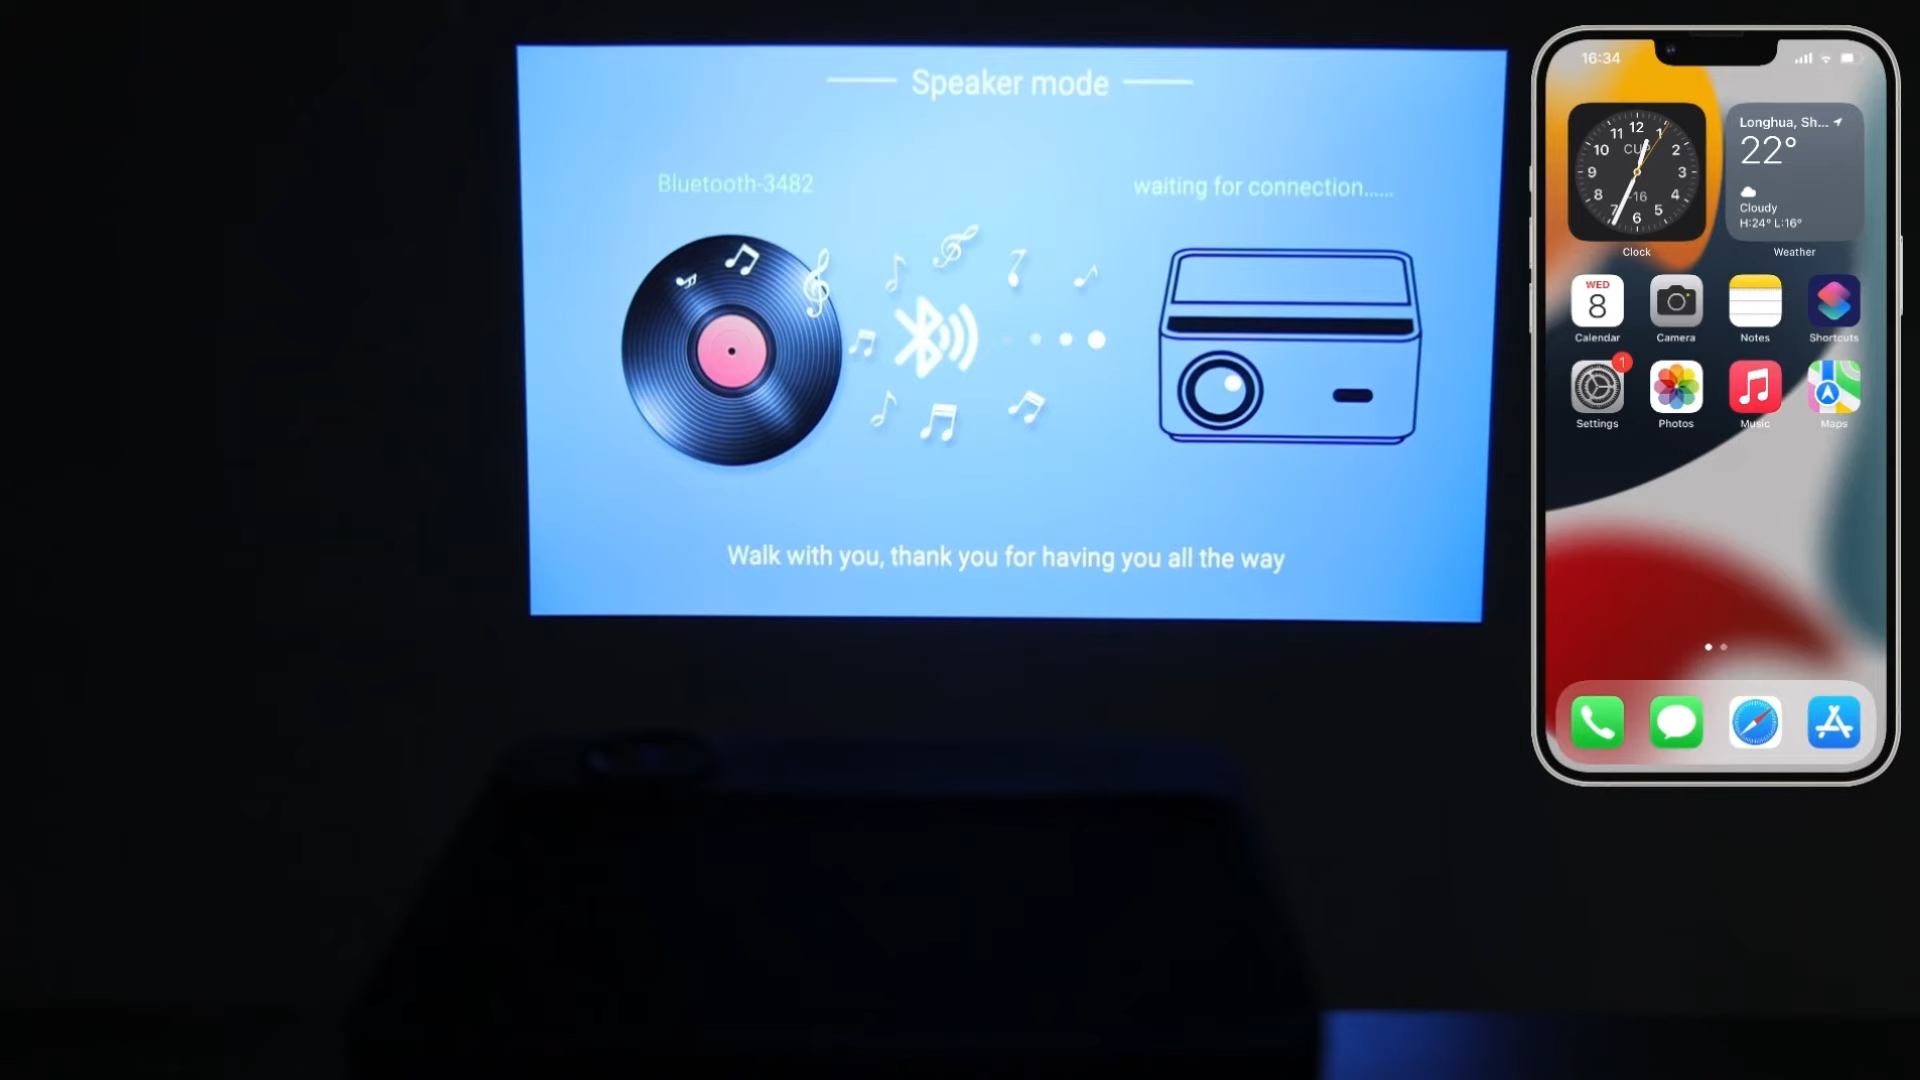 Speaker mode
Bluetooth-3482
waiting for connection......
Walk with you, thank you for having you all the way
16:34
12
11
1
10
CUP
2
9
3
8
-16
4
7
5
6
Clock
Longhua, Sh...
22°
Cloudy
H:24° L:16°
Weather
WED
8
Calendar
Camera
Notes
Shortcuts
1
Settings
Photos
Music
Maps